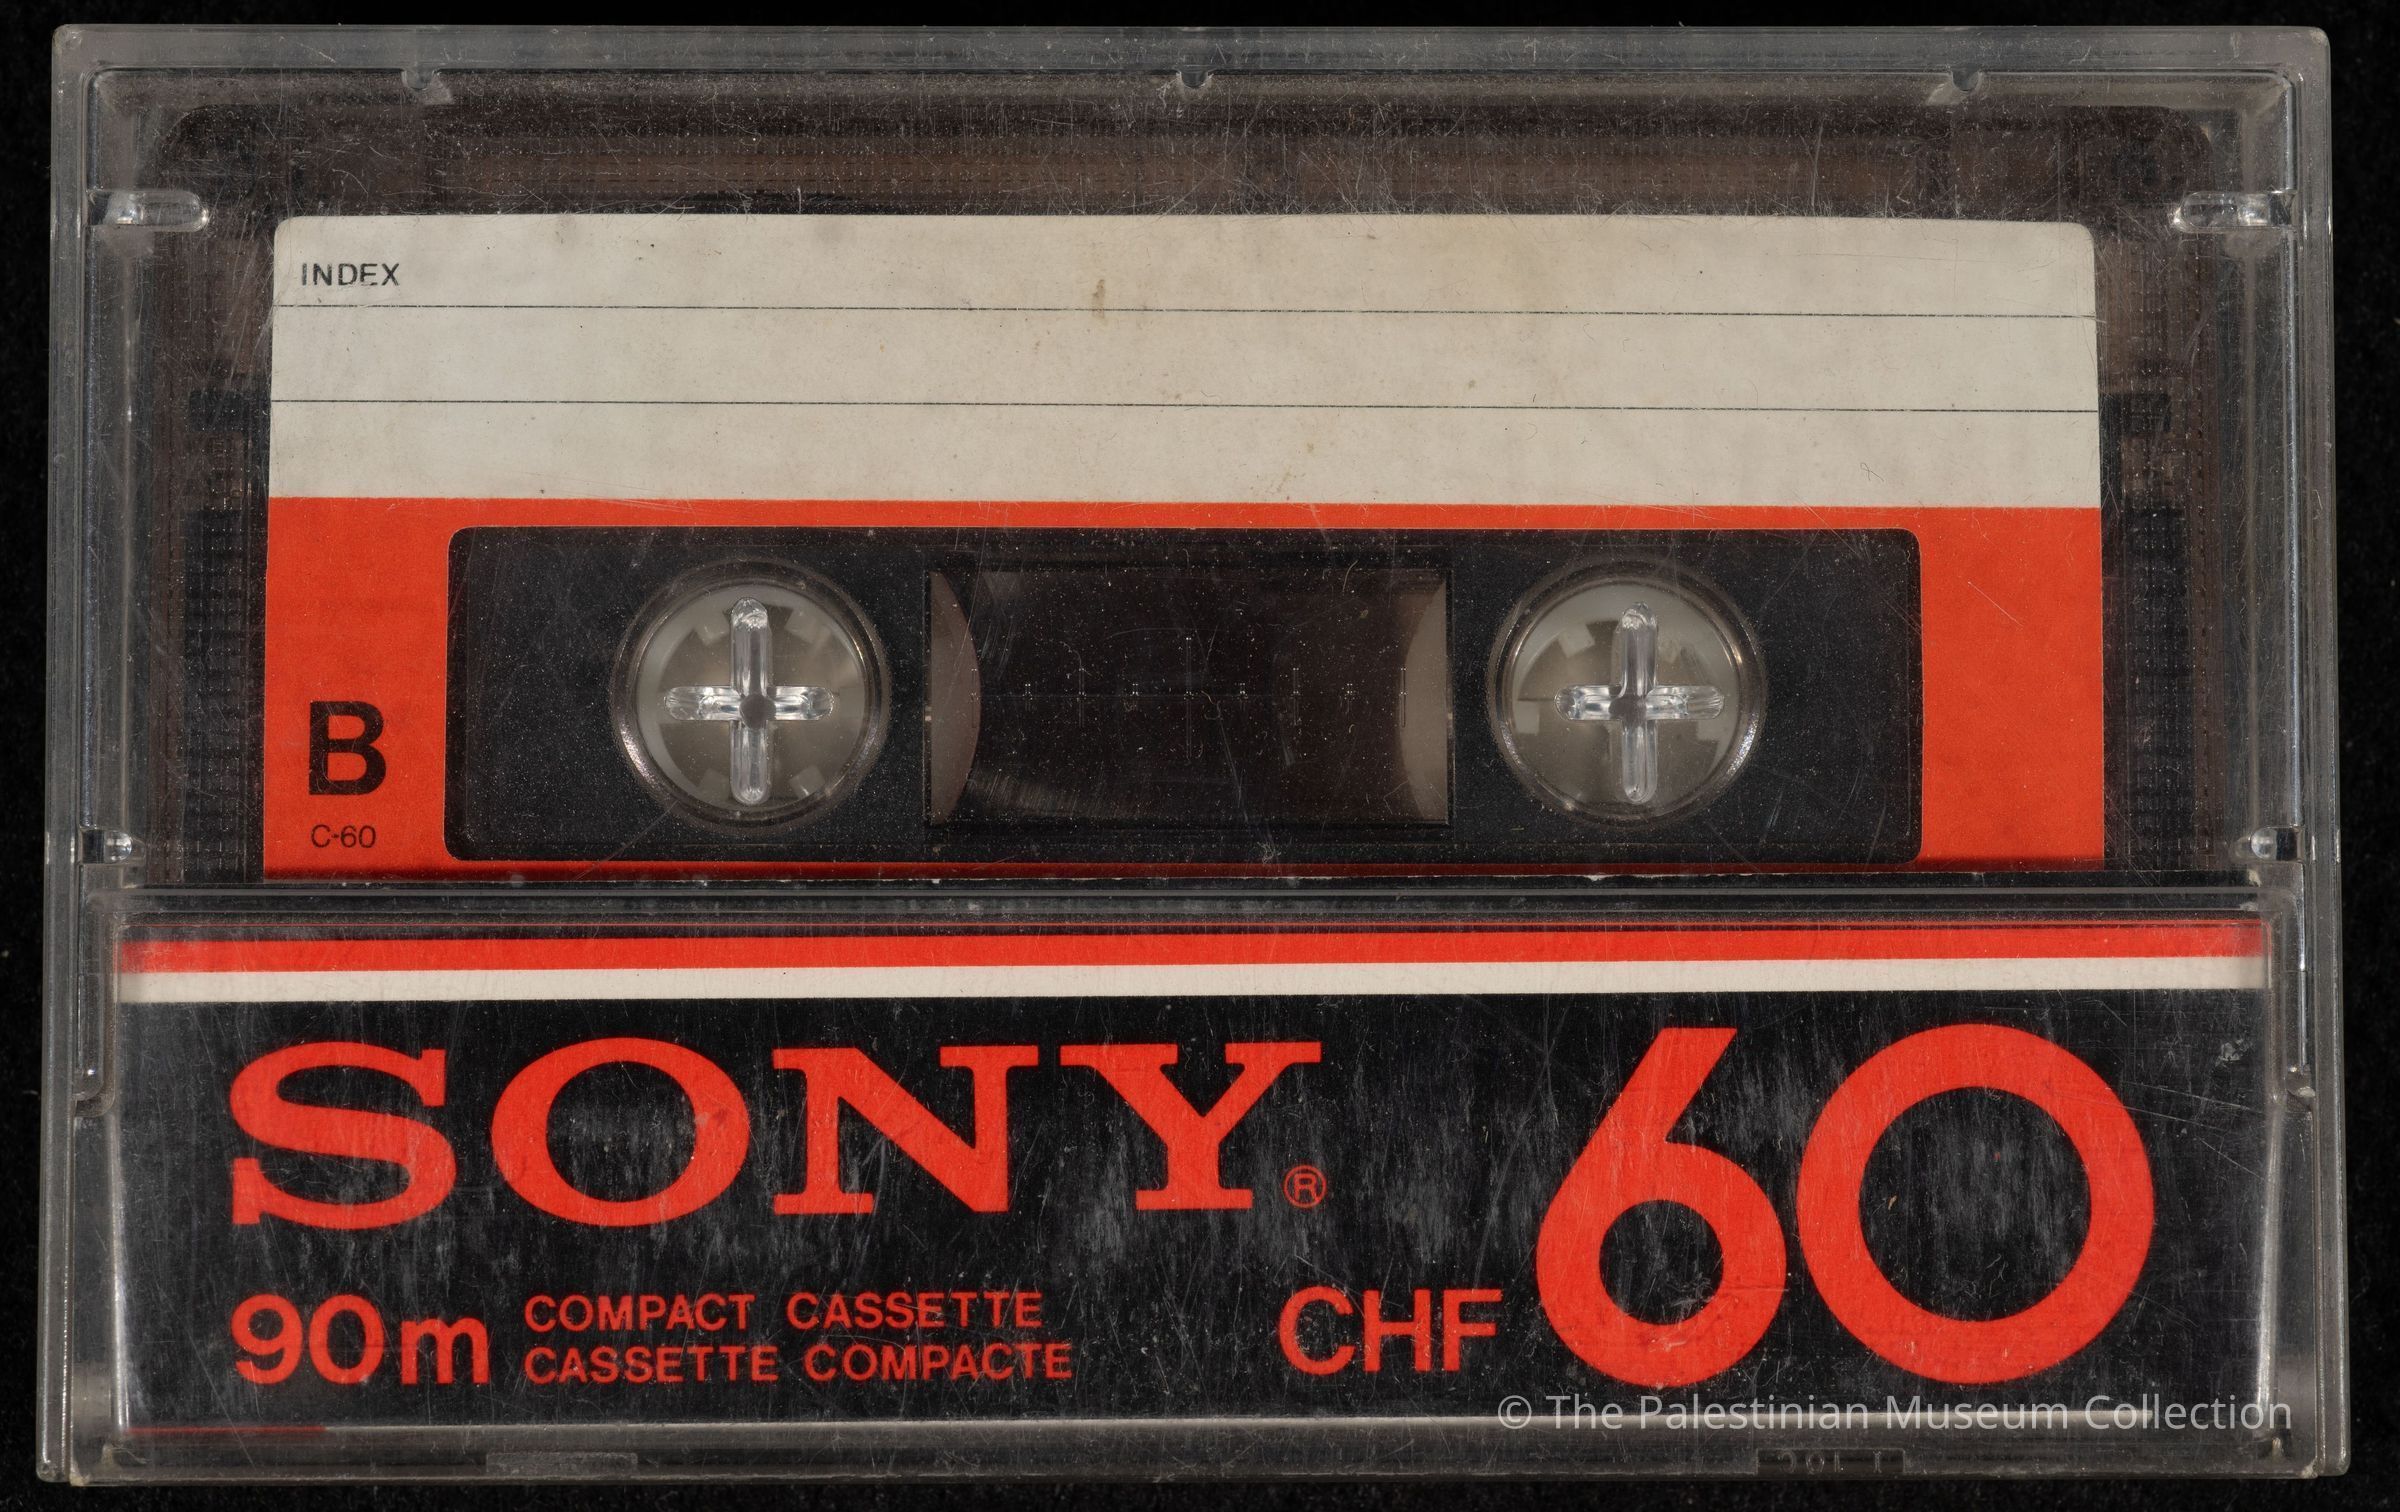 INDEX
B
C-60
SONY®
CHF 60
90m
COMPACT CASSETTE
CASSETTE COMPACTE
© The Palestinian Museum Collection